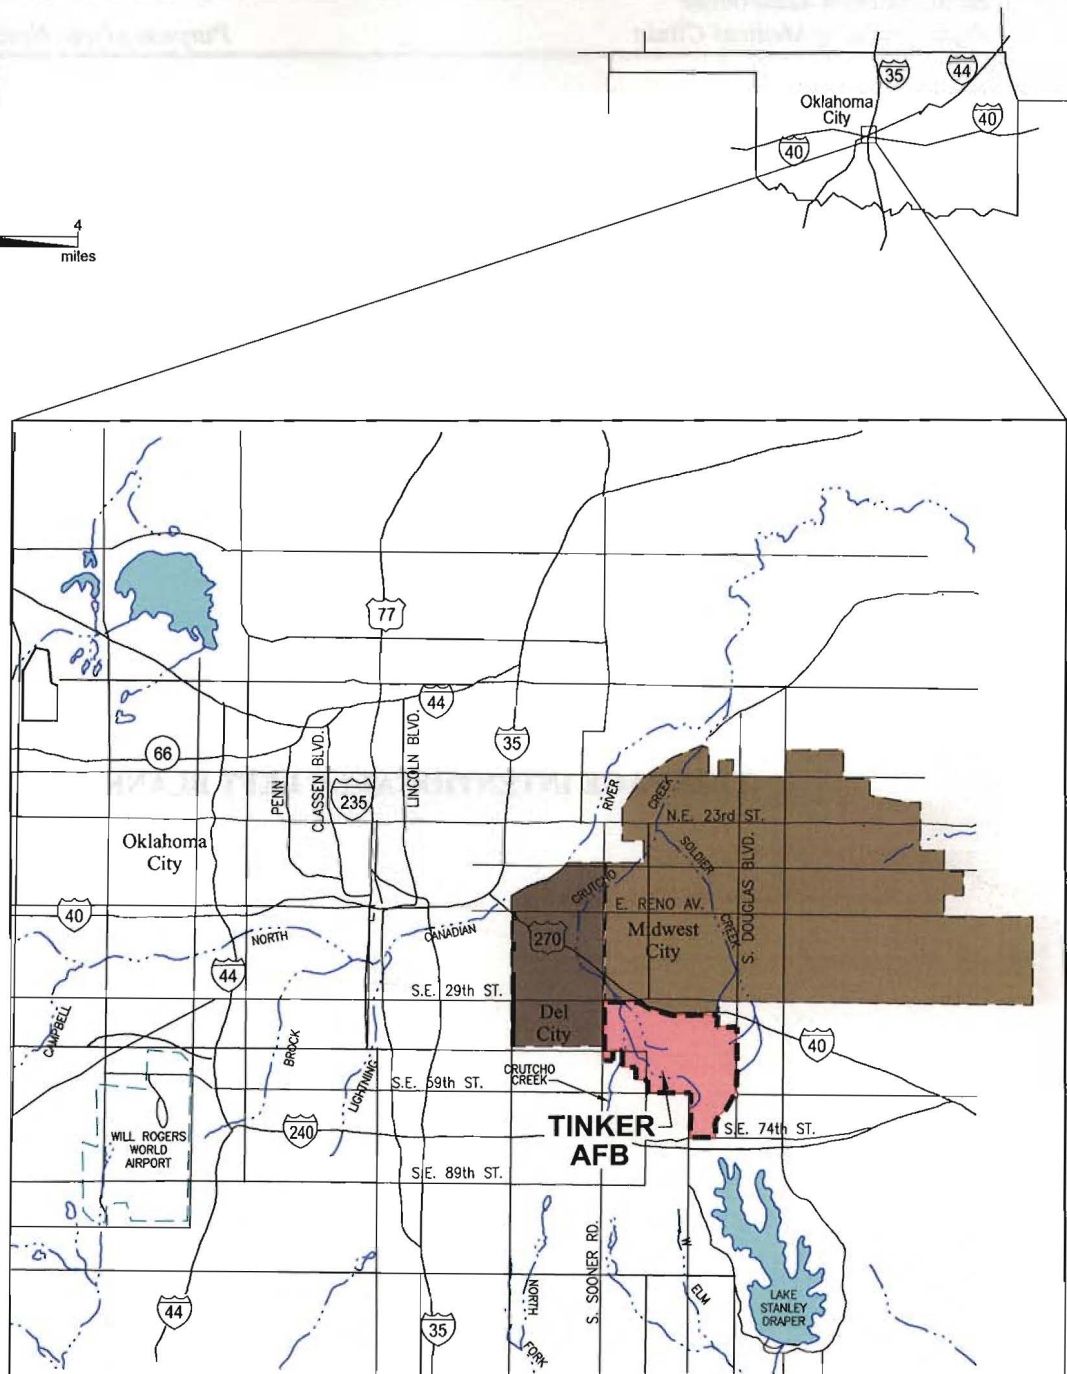 Medical Clinic
35
44
Oklahoma
City
40
40
4
miles
77
44
35
66
PENN
CLASSEN BLVD.
235
LINCOLN BLVD.
RIVER
CREEK
N.E. 23rd ST.
Oklahoma
City
SOLDIER
S. DOUGLAS BLVD.
CRUTCHO
40
E. RENO AV.
NORTH
CANADIAN
270
Midwest
City
CREEK
44
S.E. 29th ST.
Del
City
CAMPBELL
BROCK
LIGHTNING
40
CRUTCHO
CREEK
S.E. 59th ST.
240
TINKER
AFB
S.E. 74th ST.
WILL ROGERS
WORLD
AIRPORT
S.E. 89th ST.
S. SOONER RD.
W
ELM
NORTH
FORK
LAKE
STANLEY
DRAPER
44
35